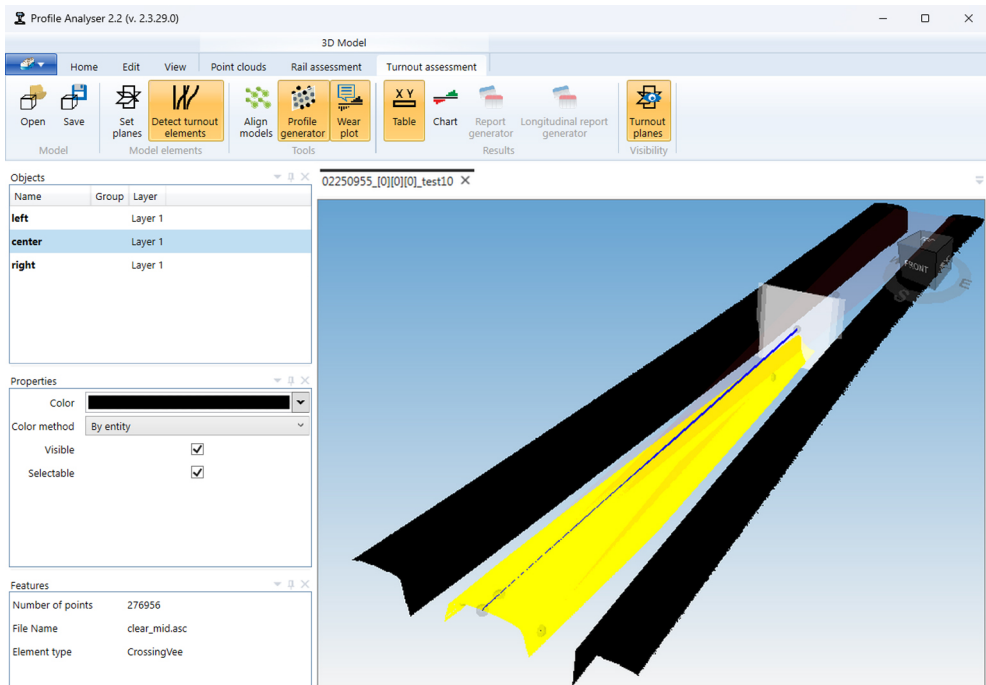 Profile Analyser 2.2 (v. 2.3.29.0)
3D Model
Home Edit View Point clouds Rail assessment Turnout assessment
Open Save Set planes Detect turnout elements Align models Profile generator Wear plot X Y Table Chart Report generator Longitudinal report generator Turnout planes
Model Model elements Tools Results Visibility
Objects
02250955_[0][0][0]_test10
Name Group Layer
left Layer 1
center Layer 1
right Layer 1
FRONT
S
E
Properties
Color
Color method By entity
Visible
Selectable
Features
Number of points 276956
File Name clear_mid.asc
Element type CrossingVee